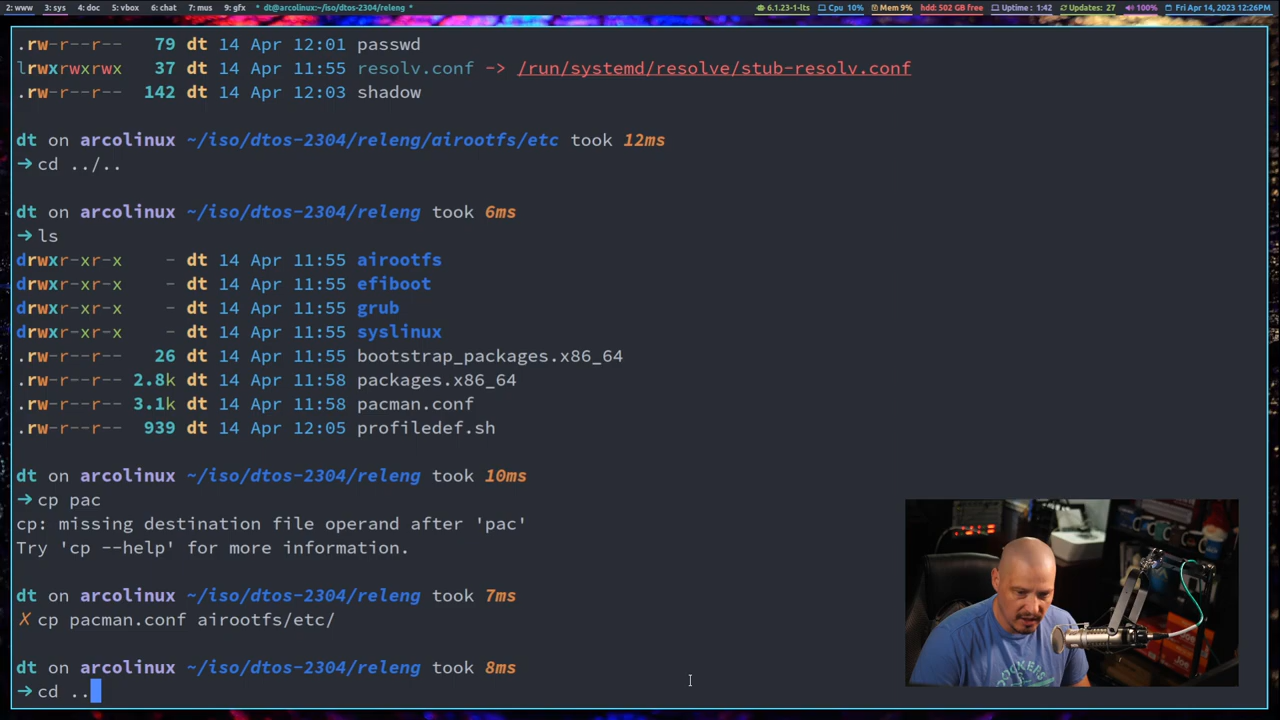 2: www 3: sys 4: doc 5: vbox 6: chat 7: mus 9: gfx * dt@arcolinux:~/iso/dtos-2304/releng * 6.1.23-1-lts Cpu 10% Mem 9% hdd: 502 GB free Uptime : 1:42 Updates: 27 100% Fri Apr 14, 2023 12:26PM
.rw-r--r-- 79 dt 14 Apr 12:01 passwd
lrwxrwxrwx 37 dt 14 Apr 11:55 resolv.conf -> /run/systemd/resolve/stub-resolv.conf
.rw-r--r-- 142 dt 14 Apr 12:03 shadow
dt on arcolinux ~/iso/dtos-2304/releng/airootfs/etc took 12ms
→ cd ../..
dt on arcolinux ~/iso/dtos-2304/releng took 6ms
→ ls
drwxr-xr-x - dt 14 Apr 11:55 airootfs
drwxr-xr-x - dt 14 Apr 11:55 efiboot
drwxr-xr-x - dt 14 Apr 11:55 grub
drwxr-xr-x - dt 14 Apr 11:55 syslinux
.rw-r--r-- 26 dt 14 Apr 11:55 bootstrap_packages.x86_64
.rw-r--r-- 2.8k dt 14 Apr 11:58 packages.x86_64
.rw-r--r-- 3.1k dt 14 Apr 11:58 pacman.conf
.rw-r--r-- 939 dt 14 Apr 12:05 profiledef.sh
dt on arcolinux ~/iso/dtos-2304/releng took 10ms
→ cp pac
cp: missing destination file operand after 'pac'
Try 'cp --help' for more information.
dt on arcolinux ~/iso/dtos-2304/releng took 7ms
✗ cp pacman.conf airootfs/etc/
dt on arcolinux ~/iso/dtos-2304/releng took 8ms
→ cd ..